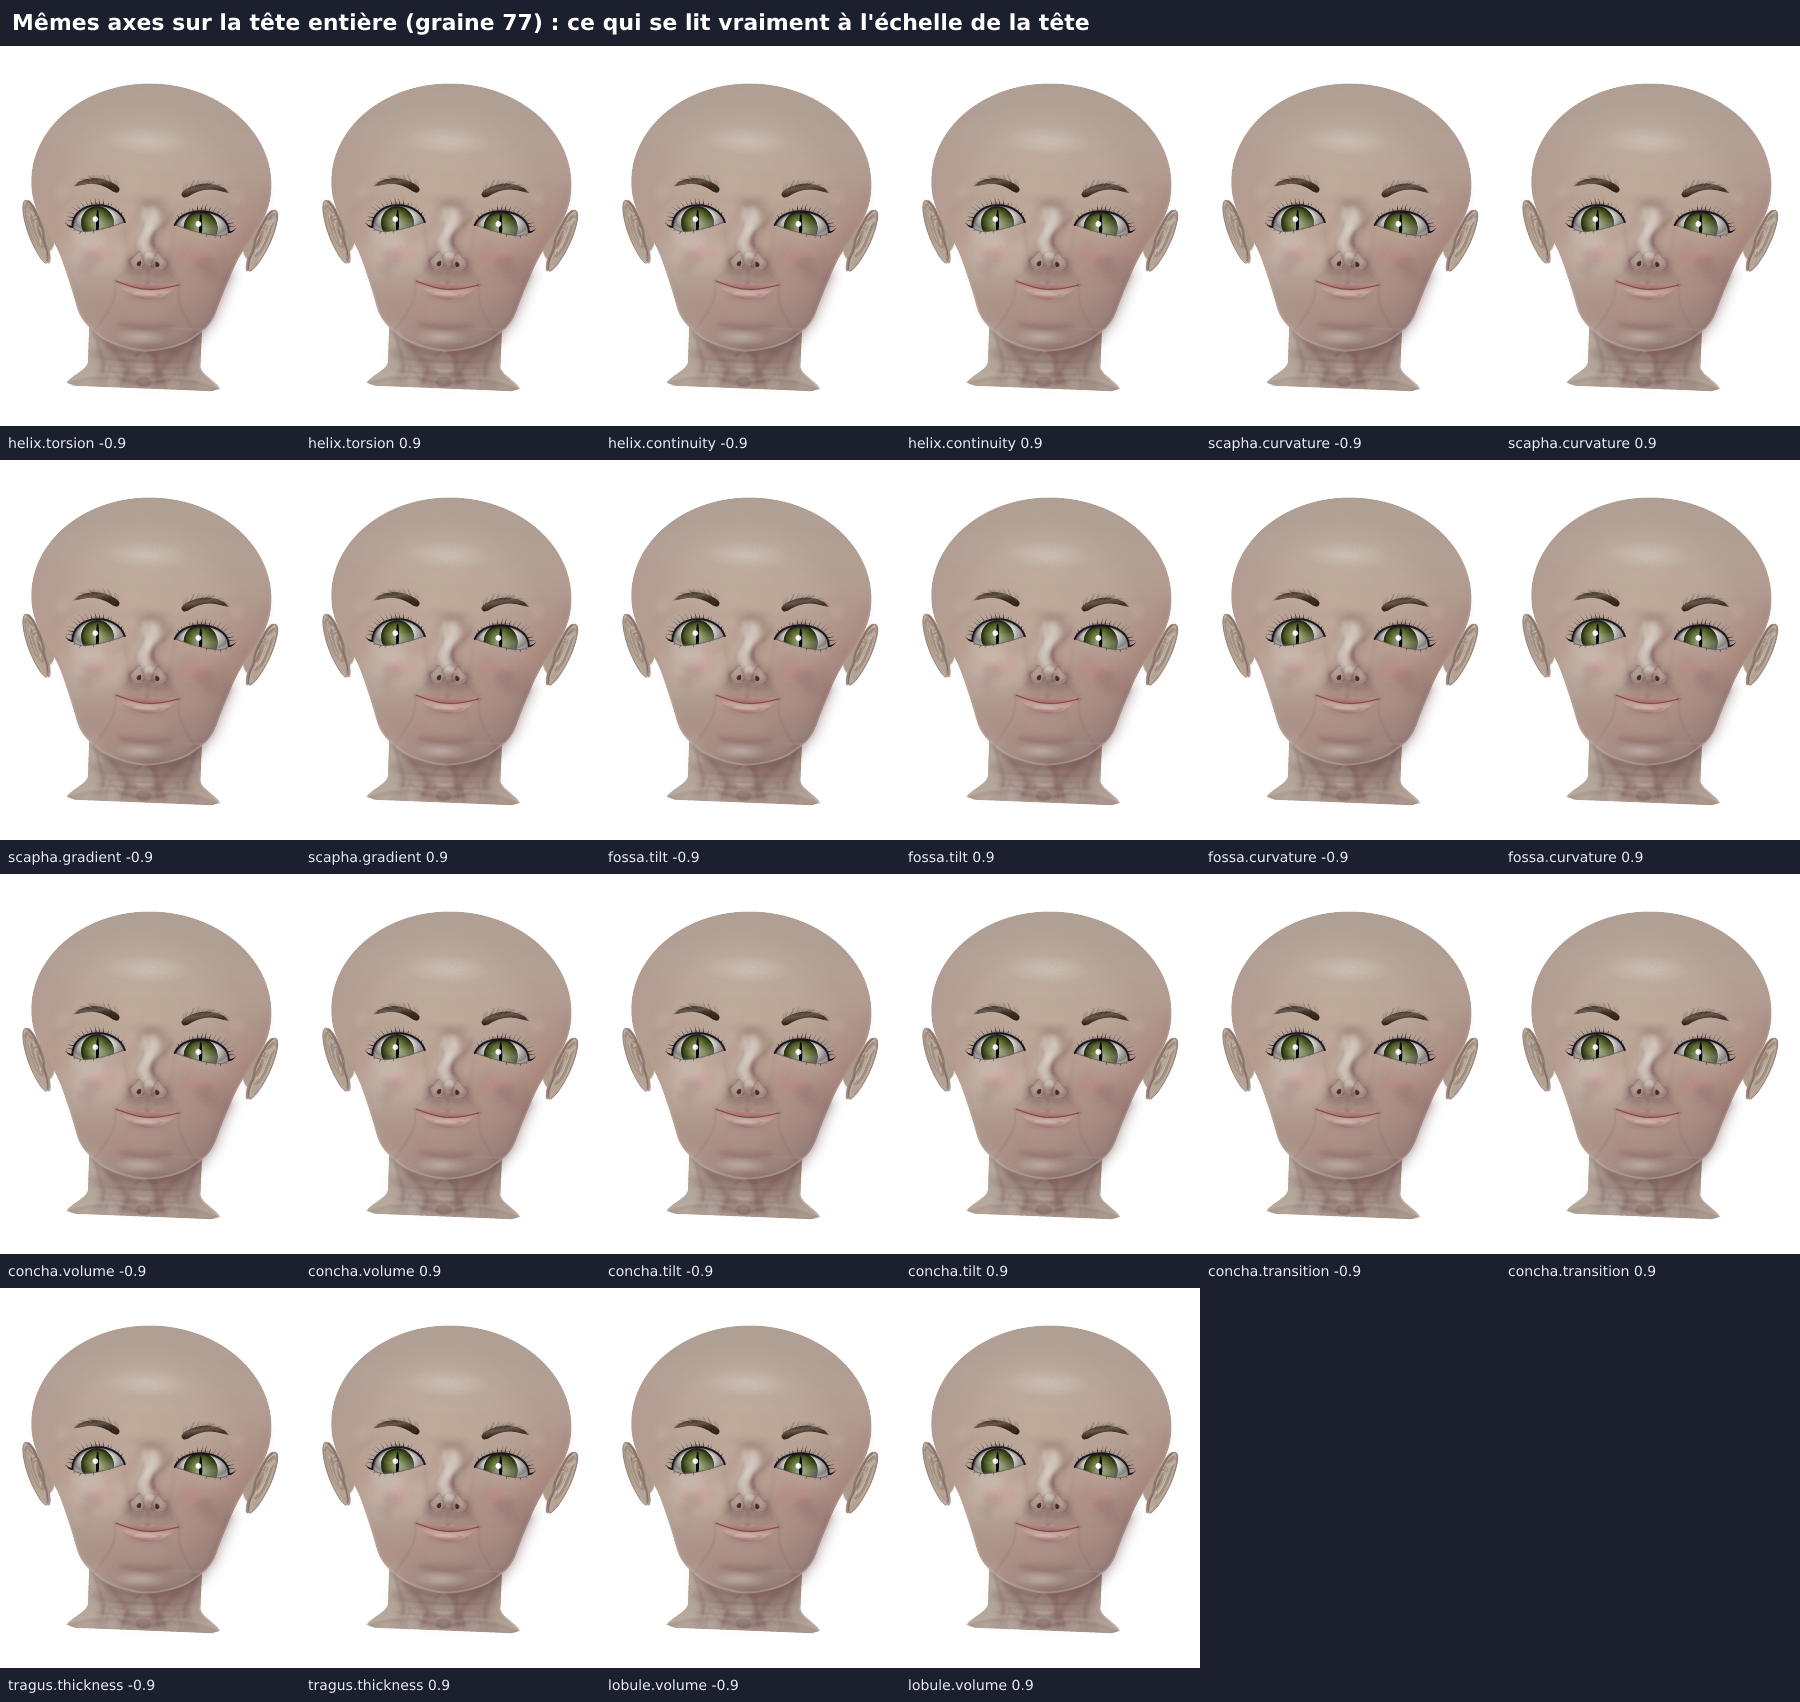 Mêmes axes sur la tête entière (graine 77) : ce qui se lit vraiment à l'échelle de la tête
helix.torsion -0.9 helix.torsion 0.9 helix.continuity -0.9 helix.continuity 0.9 scapha.curvature -0.9 scapha.curvature 0.9
scapha.gradient -0.9 scapha.gradient 0.9 fossa.tilt -0.9 fossa.tilt 0.9 fossa.curvature -0.9 fossa.curvature 0.9
concha.volume -0.9 concha.volume 0.9 concha.tilt -0.9 concha.tilt 0.9 concha.transition -0.9 concha.transition 0.9
tragus.thickness -0.9 tragus.thickness 0.9 lobule.volume -0.9 lobule.volume 0.9